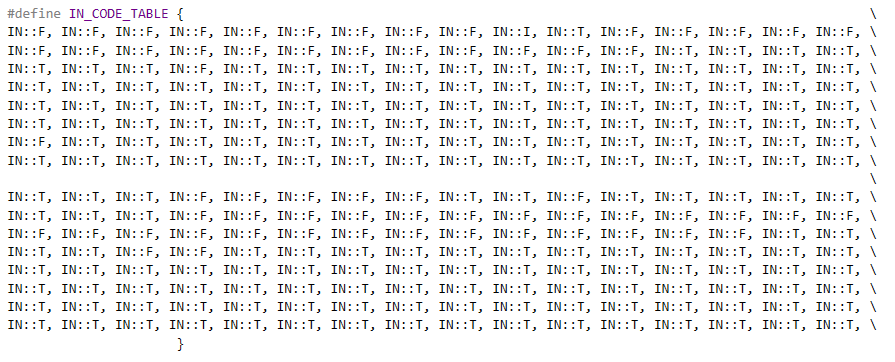 #define IN_CODE_TABLE { \
IN::F, IN::F, IN::F, IN::F, IN::F, IN::F, IN::F, IN::F, IN::F, IN::I, IN::T, IN::F, IN::F, IN::F, IN::F, IN::F, \
IN::F, IN::F, IN::F, IN::F, IN::F, IN::F, IN::F, IN::F, IN::F, IN::F, IN::F, IN::F, IN::T, IN::T, IN::T, IN::T, \
IN::T, IN::T, IN::T, IN::F, IN::T, IN::T, IN::T, IN::T, IN::T, IN::T, IN::T, IN::T, IN::T, IN::T, IN::T, IN::T, \
IN::T, IN::T, IN::T, IN::T, IN::T, IN::T, IN::T, IN::T, IN::T, IN::T, IN::T, IN::T, IN::T, IN::T, IN::T, IN::T, \
IN::T, IN::T, IN::T, IN::T, IN::T, IN::T, IN::T, IN::T, IN::T, IN::T, IN::T, IN::T, IN::T, IN::T, IN::T, IN::T, \
IN::T, IN::T, IN::T, IN::T, IN::T, IN::T, IN::T, IN::T, IN::T, IN::T, IN::T, IN::T, IN::T, IN::T, IN::T, IN::T, \
IN::F, IN::T, IN::T, IN::T, IN::T, IN::T, IN::T, IN::T, IN::T, IN::T, IN::T, IN::T, IN::T, IN::T, IN::T, IN::T, \
IN::T, IN::T, IN::T, IN::T, IN::T, IN::T, IN::T, IN::T, IN::T, IN::T, IN::T, IN::T, IN::T, IN::T, IN::T, IN::T, \
\
IN::T, IN::T, IN::T, IN::F, IN::F, IN::F, IN::F, IN::F, IN::T, IN::T, IN::F, IN::T, IN::T, IN::T, IN::T, IN::T, \
IN::T, IN::T, IN::T, IN::F, IN::F, IN::F, IN::F, IN::F, IN::F, IN::F, IN::F, IN::F, IN::F, IN::F, IN::F, IN::F, \
IN::F, IN::F, IN::F, IN::F, IN::F, IN::F, IN::F, IN::F, IN::F, IN::F, IN::F, IN::F, IN::F, IN::T, IN::T, IN::T, \
IN::T, IN::T, IN::F, IN::F, IN::T, IN::T, IN::T, IN::T, IN::T, IN::T, IN::T, IN::T, IN::T, IN::T, IN::T, IN::T, \
IN::T, IN::T, IN::T, IN::T, IN::T, IN::T, IN::T, IN::T, IN::T, IN::T, IN::T, IN::T, IN::T, IN::T, IN::T, IN::T, \
IN::T, IN::T, IN::T, IN::T, IN::T, IN::T, IN::T, IN::T, IN::T, IN::T, IN::T, IN::T, IN::T, IN::T, IN::T, IN::T, \
IN::T, IN::T, IN::T, IN::T, IN::T, IN::T, IN::T, IN::T, IN::T, IN::T, IN::T, IN::T, IN::T, IN::T, IN::T, IN::T, \
IN::T, IN::T, IN::T, IN::T, IN::T, IN::T, IN::T, IN::T, IN::T, IN::T, IN::T, IN::T, IN::T, IN::T, IN::T, IN::T, \
}